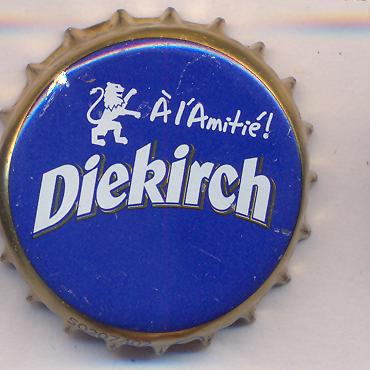 À l'Amitié!
Diekirch